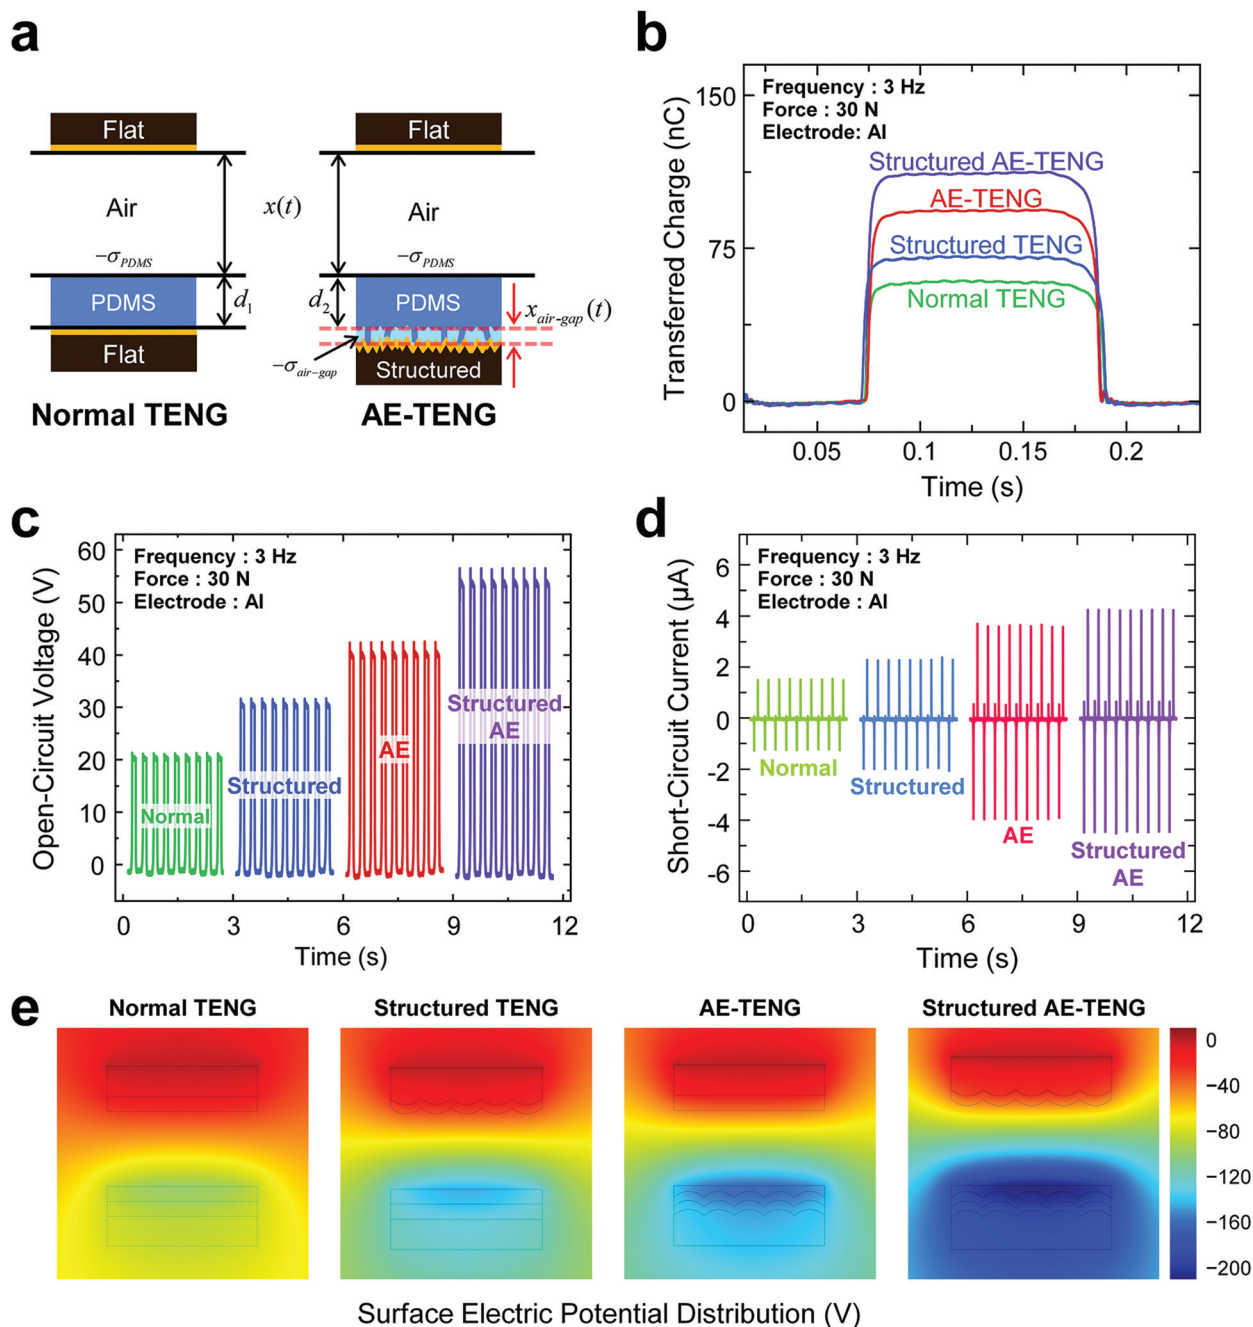 a
Flat
Air
x(t)
−σPDMS
PDMS
d1
Flat
Normal TENG
Flat
Air
−σPDMS
PDMS
d2
xair-gap(t)
−σair-gap
Structured
AE-TENG
b
Frequency : 3 Hz
Force : 30 N
Electrode: Al
Structured AE-TENG
AE-TENG
Structured TENG
Normal TENG
Transferred Charge (nC)
150
75
0
0.05 0.1 0.15 0.2
Time (s)
c
Frequency : 3 Hz
Force : 30 N
Electrode : Al
Open-Circuit Voltage (V)
60
50
40
30
20
10
0
Normal
Structured
AE
Structured
AE
0 3 6 9 12
Time (s)
d
Frequency : 3 Hz
Force : 30 N
Electrode : Al
Short-Circuit Current (μA)
6
4
2
0
-2
-4
-6
Normal
Structured
AE
Structured
AE
0 3 6 9 12
Time (s)
e
Normal TENG Structured TENG AE-TENG Structured AE-TENG
0
−40
−80
−120
−160
−200
Surface Electric Potential Distribution (V)